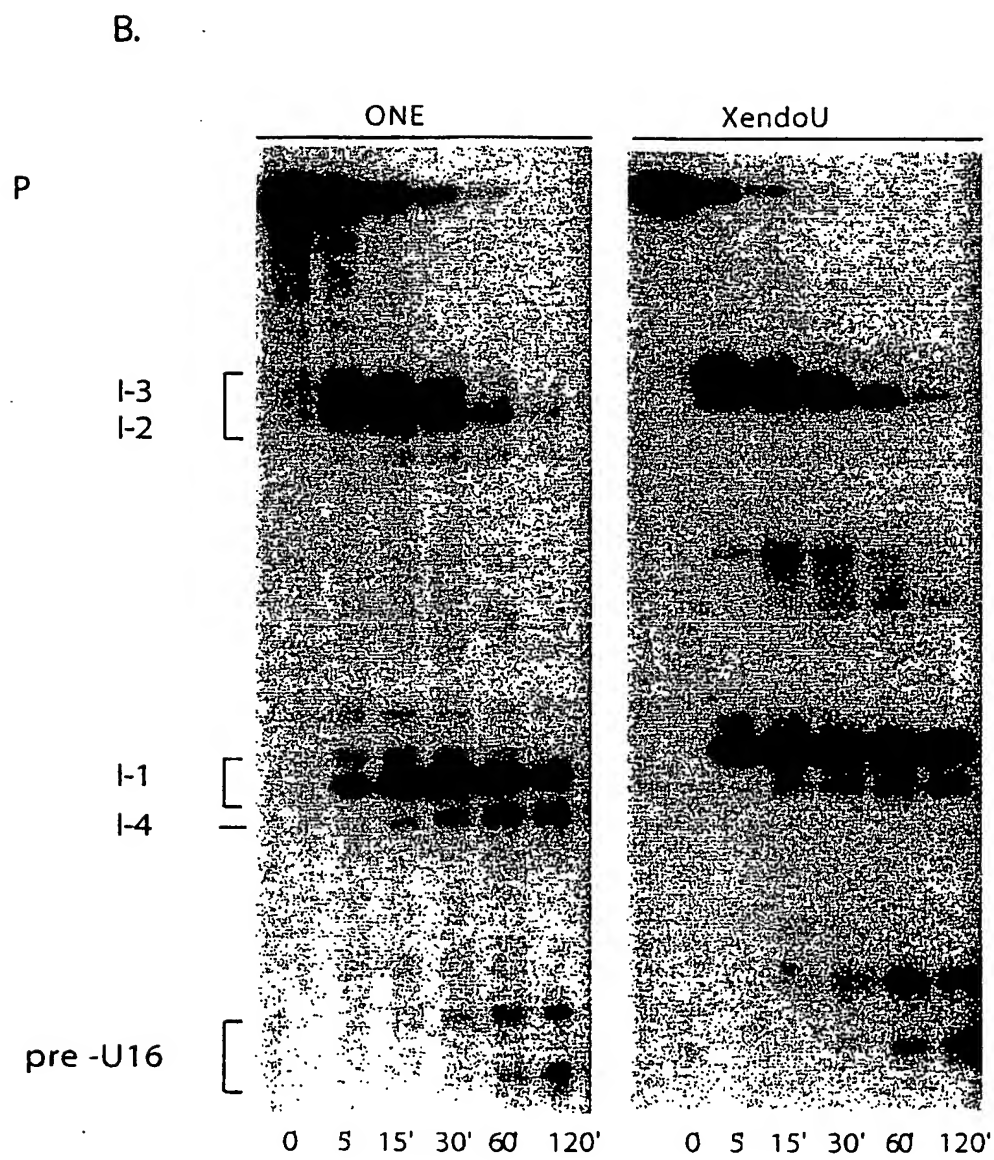 B.
ONE XendoU
P
I-3
I-2
I-1
I-4
pre -U16
0 5' 15' 30' 60' 120' 0 5' 15' 30' 60' 120'